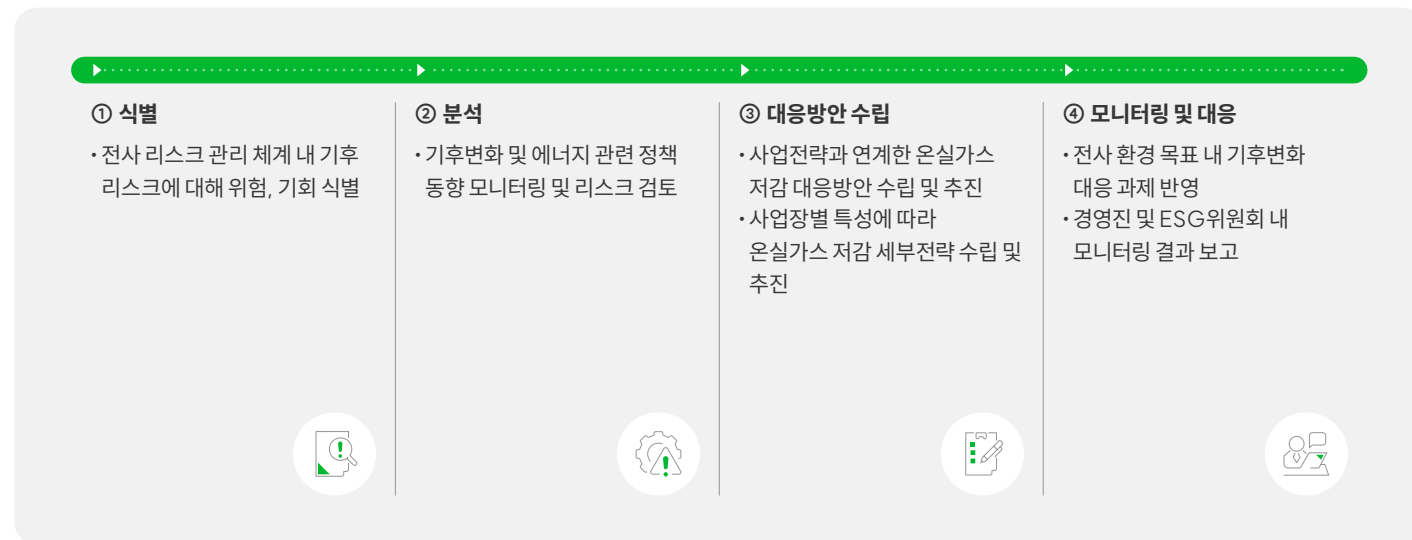 ① 식별
• 전사 리스크 관리 체계 내 기후
리스크에 대해 위험, 기회 식별
② 분석
• 기후변화 및 에너지 관련 정책
동향 모니터링 및 리스크 검토
③ 대응방안 수립
• 사업전략과 연계한 온실가스
저감 대응방안 수립 및 추진
• 사업장별 특성에 따라
온실가스 저감 세부전략 수립 및
추진
④ 모니터링 및 대응
• 전사 환경 목표 내 기후변화
대응 과제 반영
• 경영진 및 ESG위원회 내
모니터링 결과 보고